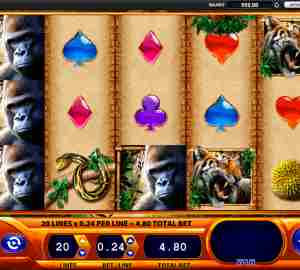 20 LINES x 0.24 PER LINE = 4.80 TOTAL BET
20
0.24
4.80
LINES
BET/LINE
TOTAL BET